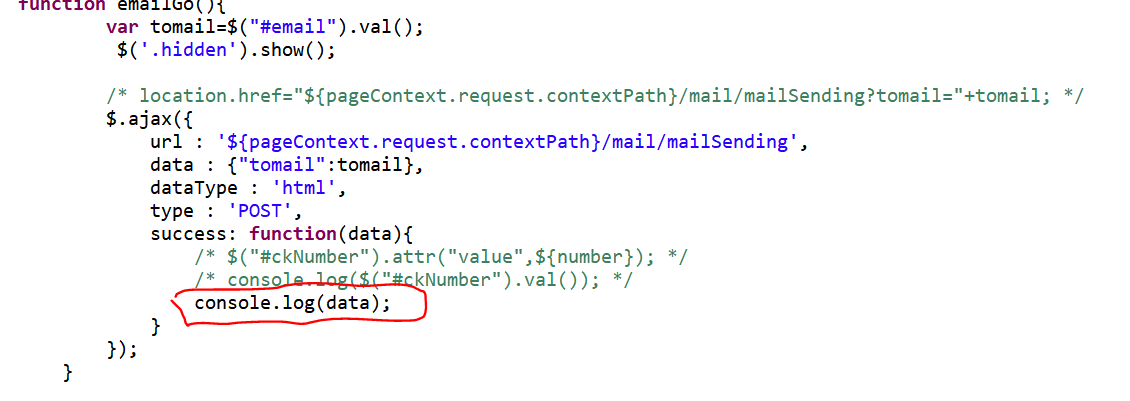 function emailGo(){
var tomail=$("#email").val();
$('.hidden').show();
/* location.href="${pageContext.request.contextPath}/mail/mailSending?tomail="+tomail; */
$.ajax({
url : '${pageContext.request.contextPath}/mail/mailSending',
data : {"tomail":tomail},
dataType : 'html',
type : 'POST',
success: function(data){
/* $("#ckNumber").attr("value",${number}); */
/* console.log($("#ckNumber").val()); */
console.log(data);
}
});
}